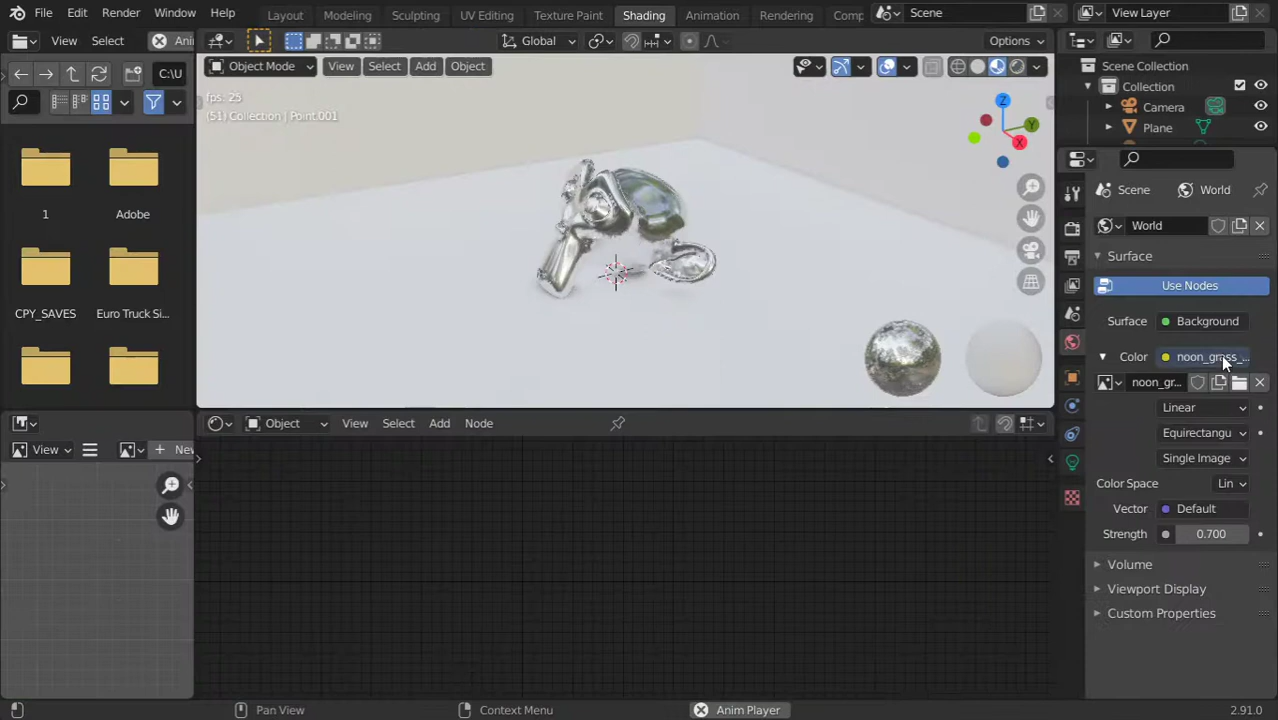 File Edit Render Window Help Layout Modeling Sculpting UV Editing Texture Paint Shading Animation Rendering Comp Scene View Layer
View Select Ani Global Options
C:\U Object Mode View Select Add Object
fps: 25
(51) Collection | Point.001
Z
Y
X
1 Adobe
CPY_SAVES Euro Truck Si...
View New
Object View Select Add Node
Scene Collection
Collection
Camera
Plane
Scene World
World
Surface
Use Nodes
Surface Background
Color noon_grass_...
noon_gr...
Linear
Equirectangu
Single Image
Color Space Lin
Vector Default
Strength 0.700
Volume
Viewport Display
Custom Properties
Pan View Context Menu Anim Player 2.91.0